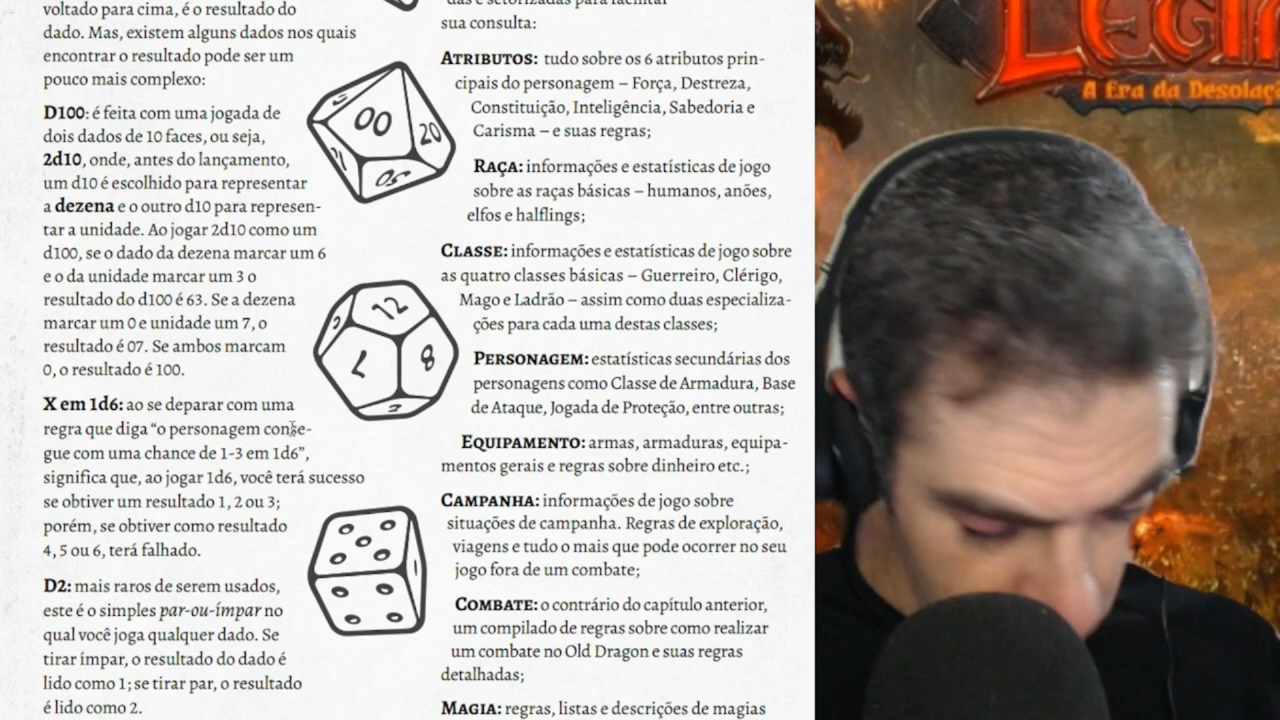 voltado para cima, é o resultado do
dado. Mas, existem alguns dados nos quais
encontrar o resultado pode ser um
pouco mais complexo:
D100: é feita com uma jogada de
dois dados de 10 faces, ou seja,
2d10, onde, antes do lançamento,
um d10 é escolhido para representar
a dezena e o outro d10 para represen-
tar a unidade. Ao jogar 2d10 como um
d100, se o dado da dezena marcar um 6
e o da unidade marcar um 3 o
resultado do d100 é 63. Se a dezena
marcar um 0 e unidade um 7, o
resultado é 07. Se ambos marcam
0, o resultado é 100.
X em 1d6: ao se deparar com uma
regra que diga “o personagem conse-
gue com uma chance de 1-3 em 1d6”,
significa que, ao jogar 1d6, você terá sucesso
se obtiver um resultado 1, 2 ou 3;
porém, se obtiver como resultado
4, 5 ou 6, terá falhado.
D2: mais raros de serem usados,
este é o simples par-ou-ímpar no
qual você joga qualquer dado. Se
tirar ímpar, o resultado do dado é
lido como 1; se tirar par, o resultado
é lido como 2.
00
20
50
12
7
8
das e setorizadas para facilitar
sua consulta:
ATRIBUTOS: tudo sobre os 6 atributos prin-
cipais do personagem – Força, Destreza,
Constituição, Inteligência, Sabedoria e
Carisma – e suas regras;
RAÇA: informações e estatísticas de jogo
sobre as raças básicas – humanos, anões,
elfos e halflings;
CLASSE: informações e estatísticas de jogo sobre
as quatro classes básicas – Guerreiro, Clérigo,
Mago e Ladrão – assim como duas especializa-
ções para cada uma destas classes;
PERSONAGEM: estatísticas secundárias dos
personagens como Classe de Armadura, Base
de Ataque, Jogada de Proteção, entre outras;
EQUIPAMENTO: armas, armaduras, equipa-
mentos gerais e regras sobre dinheiro etc.;
CAMPANHA: informações de jogo sobre
situações de campanha. Regras de exploração,
viagens e tudo o mais que pode ocorrer no seu
jogo fora de um combate;
COMBATE: o contrário do capítulo anterior,
um compilado de regras sobre como realizar
um combate no Old Dragon e suas regras
detalhadas;
MAGIA: regras, listas e descrições de magias
A Era da